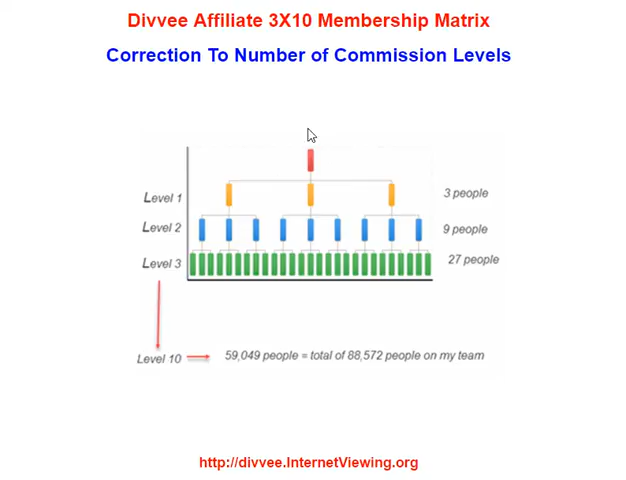 Divvee Affiliate 3X10 Membership Matrix
Correction To Number of Commission Levels
Level 1
3 people
Level 2
9 people
Level 3
27 people
Level 10
59,049 people = total of 88,572 people on my team
http://divvee.InternetViewing.org